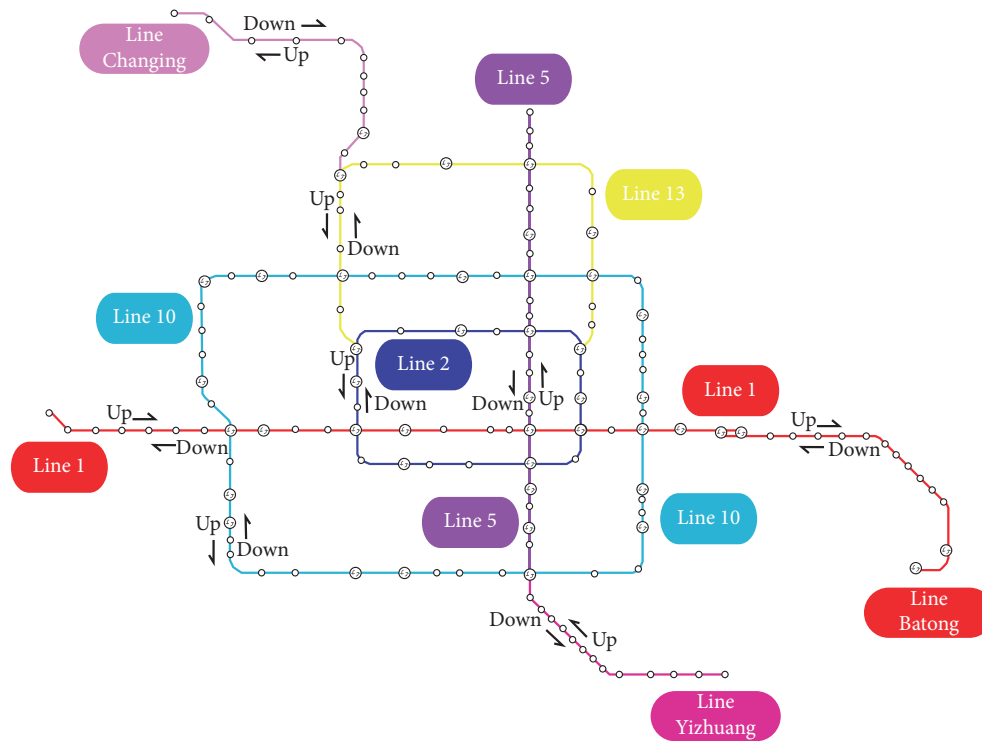 Down
Line
Changing
Up
Line 5
Line 13
Up
Down
Line 10
Up
Line 2
Down
Down
Up
Line 1
Up
Down
Up
Down
Line 1
Line 5
Line 10
Up
Down
Line
Batong
Down
Up
Line
Yizhuang